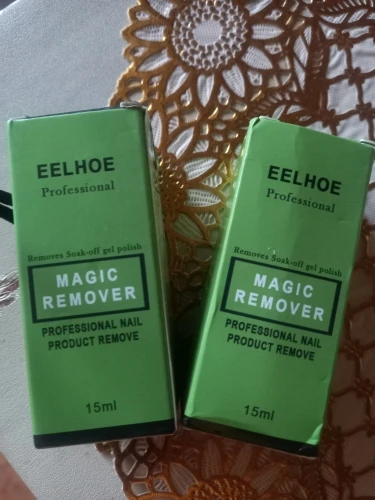 EELHOE
Professional
Removes Soak-off gel polish
MAGIC
REMOVER
PROFESSIONAL NAIL
PRODUCT REMOVE
15ml
EELHOE
Professional
Removes Soak-off gel polish
MAGIC
REMOVER
PROFESSIONAL NAIL
PRODUCT REMOVE
15ml